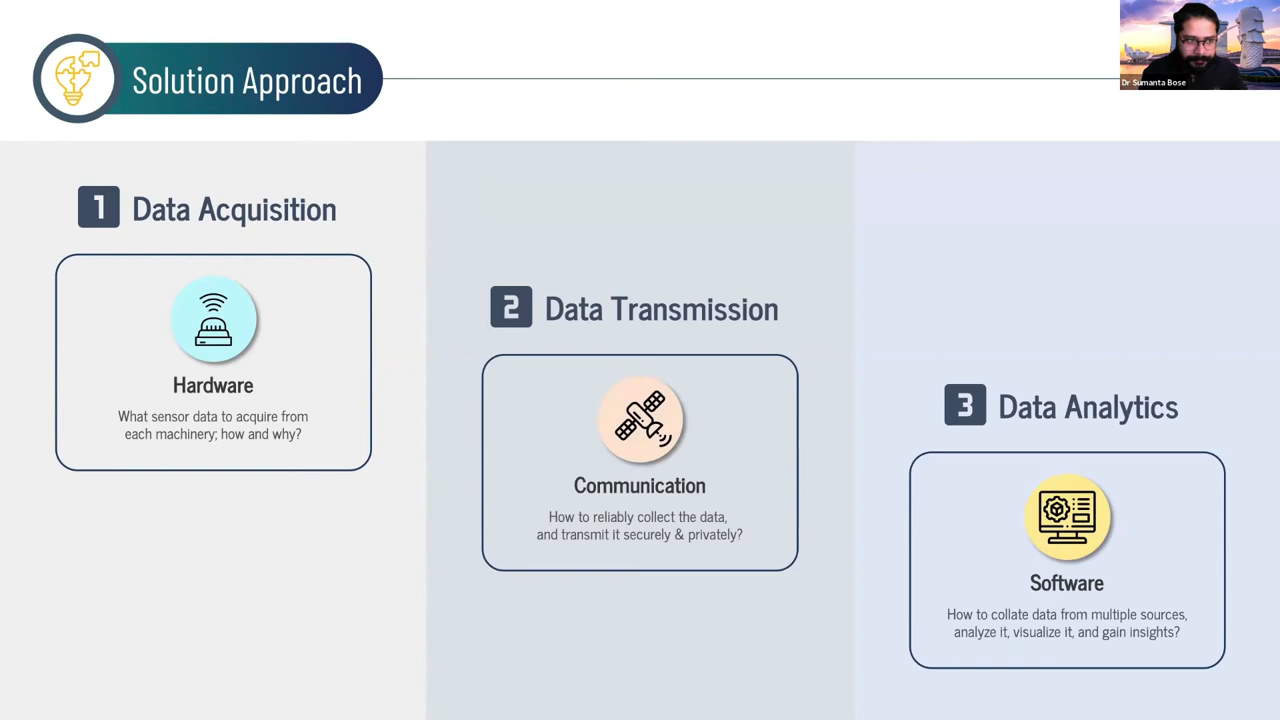 Solution Approach
Dr Sumanta Bose
1 Data Acquisition
Hardware
What sensor data to acquire from
each machinery; how and why?
2 Data Transmission
Communication
How to reliably collect the data,
and transmit it securely & privately?
3 Data Analytics
Software
How to collate data from multiple sources,
analyze it, visualize it, and gain insights?